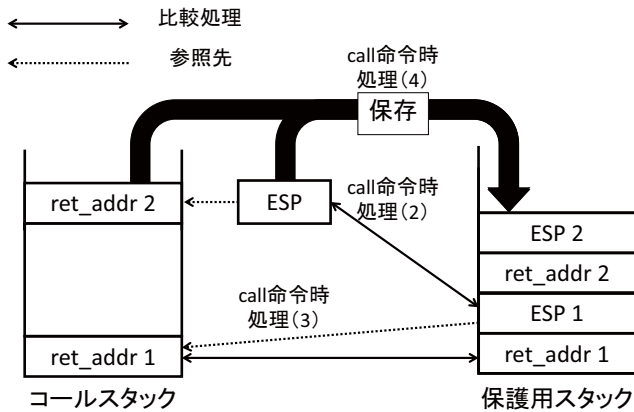 比較処理
参照先
call命令時
処理(4)
保存
ret_addr 2
ESP
call命令時
処理(2)
ESP 2
ret_addr 2
call命令時
処理(3)
ESP 1
ret_addr 1
ret_addr 1
コールスタック
保護用スタック